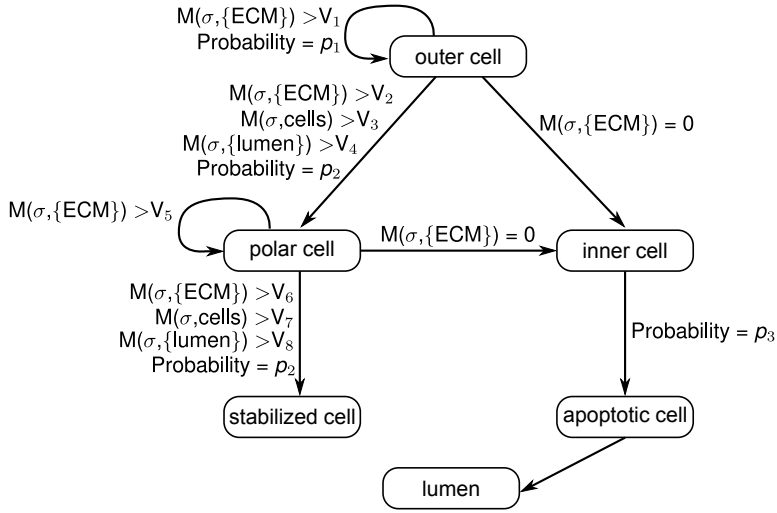 M(σ,{ECM}) >V₁
Probability = p₁
outer cell
M(σ,{ECM}) >V₂
M(σ,cells) >V₃
M(σ,{lumen}) >V₄
Probability = p₂
M(σ,{ECM}) = 0
M(σ,{ECM}) >V₅
polar cell
M(σ,{ECM}) = 0
inner cell
M(σ,{ECM}) >V₆
M(σ,cells) >V₇
M(σ,{lumen}) >V₈
Probability = p₂
Probability = p₃
stabilized cell
apoptotic cell
lumen